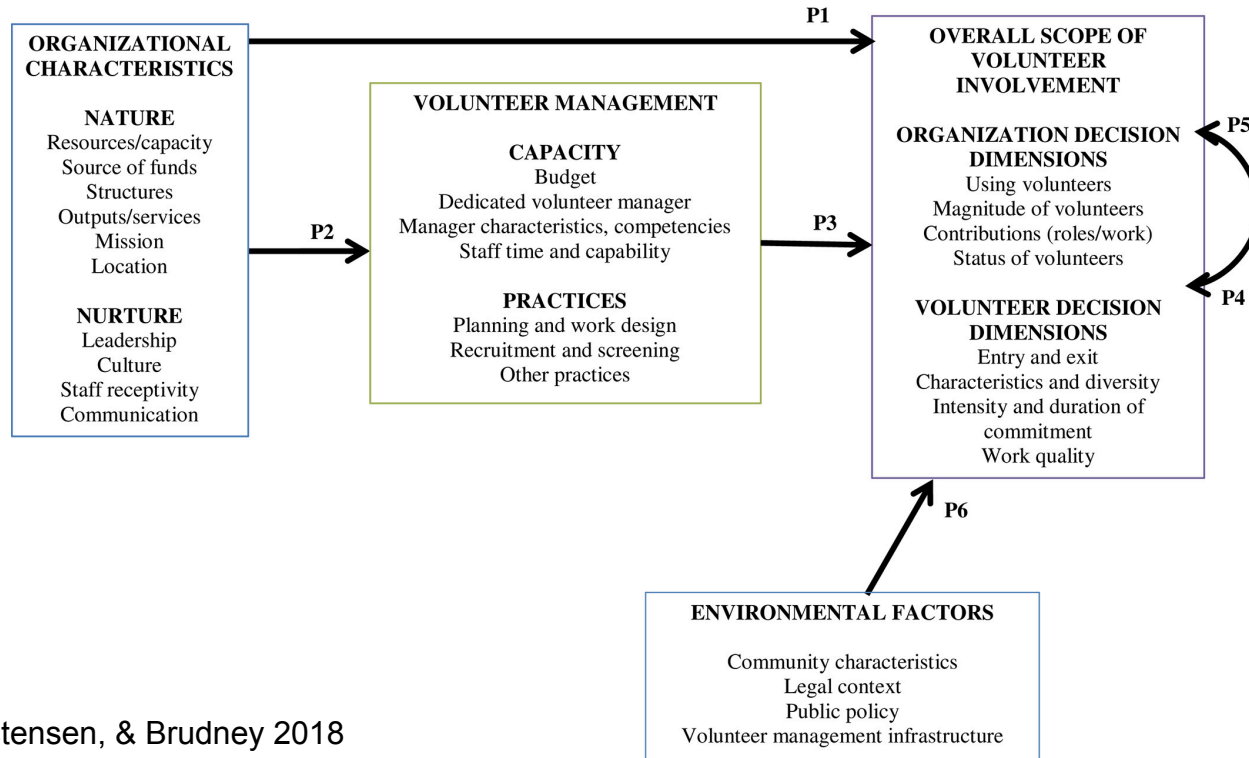 P1
ORGANIZATIONAL
CHARACTERISTICS
NATURE
Resources/capacity
Source of funds
Structures
Outputs/services
Mission
Location
NURTURE
Leadership
Culture
Staff receptivity
Communication
P2
VOLUNTEER MANAGEMENT
CAPACITY
Budget
Dedicated volunteer manager
Manager characteristics, competencies
Staff time and capability
PRACTICES
Planning and work design
Recruitment and screening
Other practices
P3
OVERALL SCOPE OF
VOLUNTEER
INVOLVEMENT
ORGANIZATION DECISION
DIMENSIONS
Using volunteers
Magnitude of volunteers
Contributions (roles/work)
Status of volunteers
VOLUNTEER DECISION
DIMENSIONS
Entry and exit
Characteristics and diversity
Intensity and duration of
commitment
Work quality
P5
P4
P6
ENVIRONMENTAL FACTORS
Community characteristics
Legal context
Public policy
Volunteer management infrastructure
tensen, & Brudney 2018